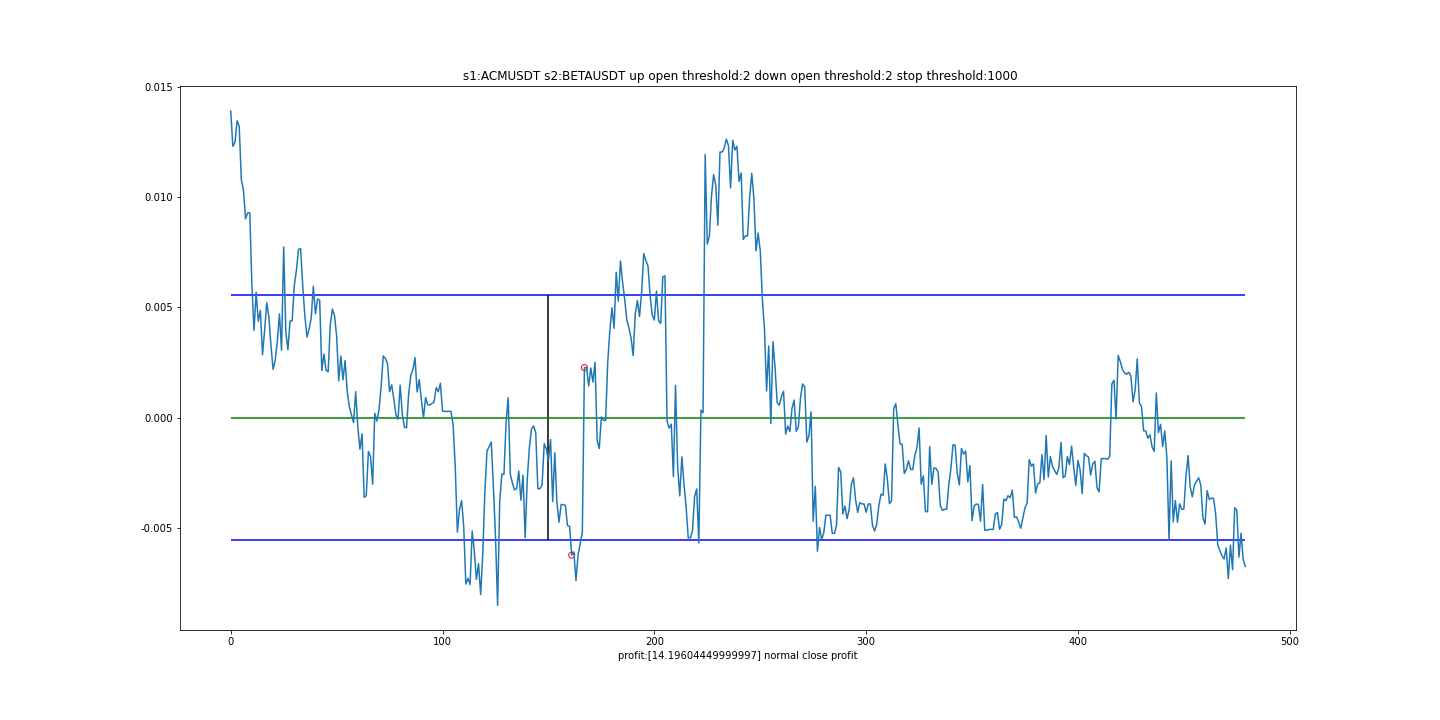 s1:ACMUSDT s2:BETAUSDT up open threshold:2 down open threshold:2 stop threshold:1000
0.015
0.010
0.005
0.000
-0.005
0 100 200 300 400 500
profit:[14.19604449999997] normal close profit